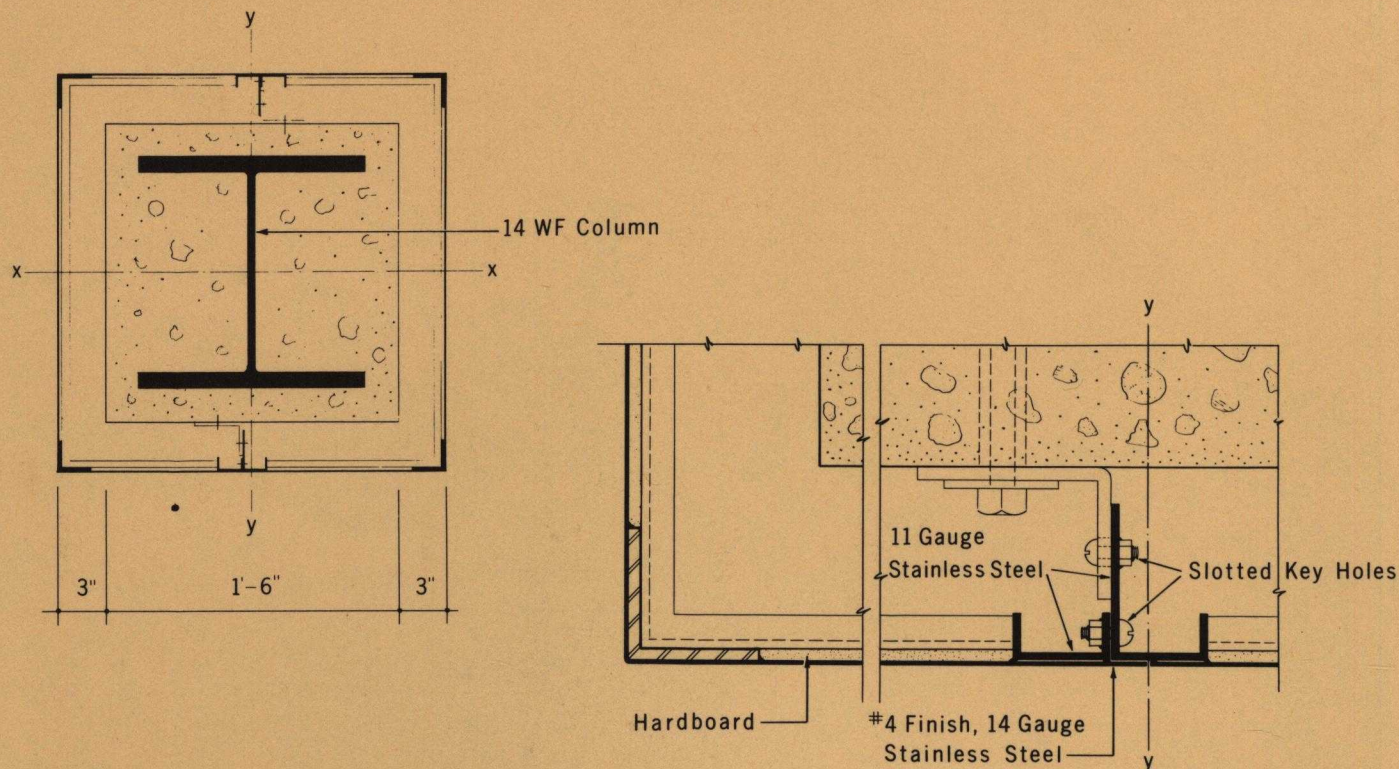 y
14 WF Column
x
x
y
3"
1'-6"
3"
y
11 Gauge
Stainless Steel
Slotted Key Holes
Hardboard
#4 Finish, 14 Gauge
Stainless Steel
y